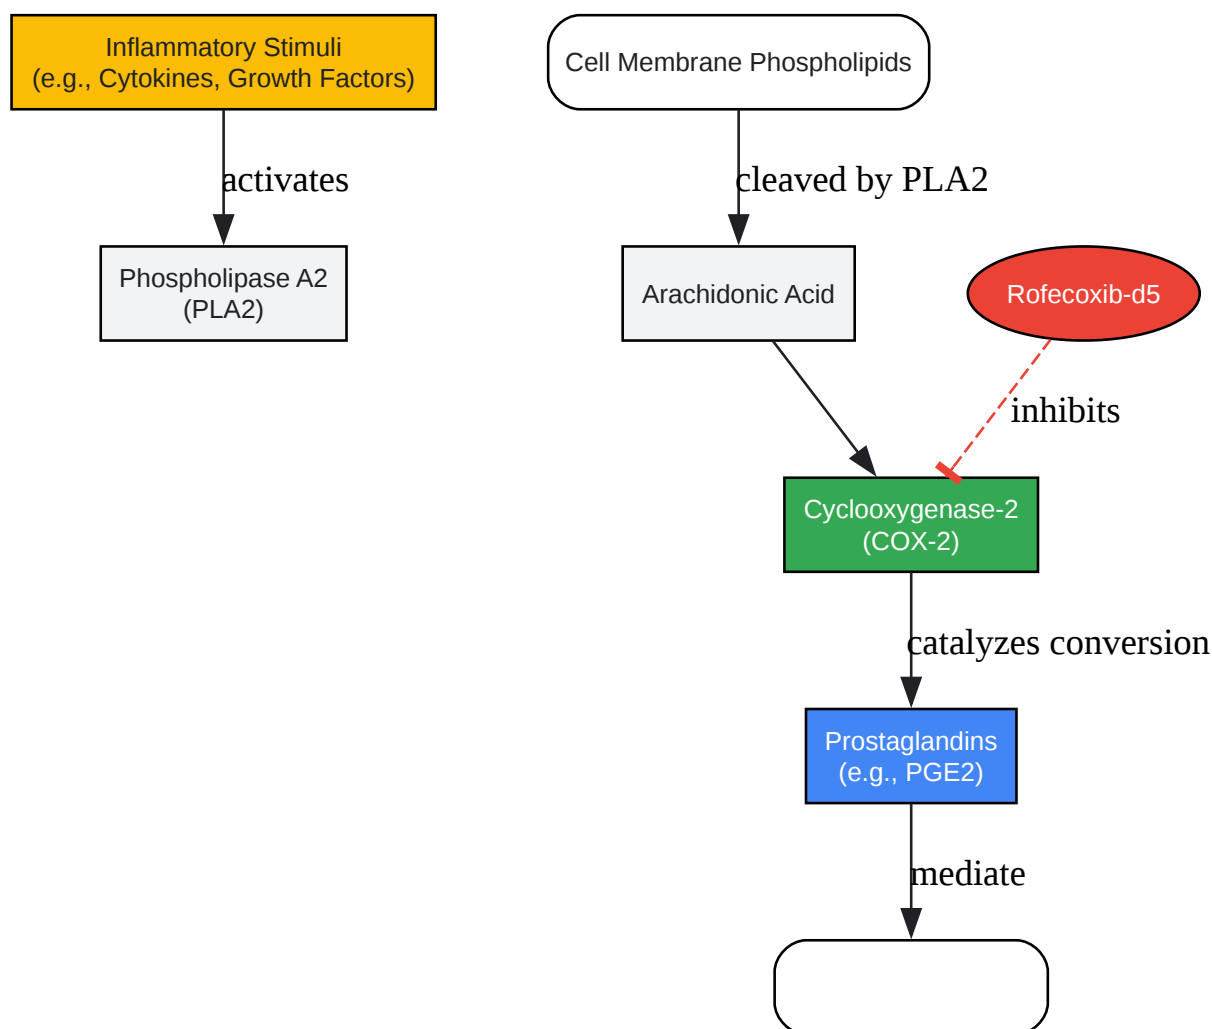 Inflammatory Stimuli
(e.g., Cytokines, Growth Factors)
Cell Membrane Phospholipids
activates
cleaved by PLA2
Phospholipase A2
(PLA2)
Arachidonic Acid
Rofecoxib-d5
inhibits
Cyclooxygenase-2
(COX-2)
catalyzes conversion
Prostaglandins
(e.g., PGE2)
mediate